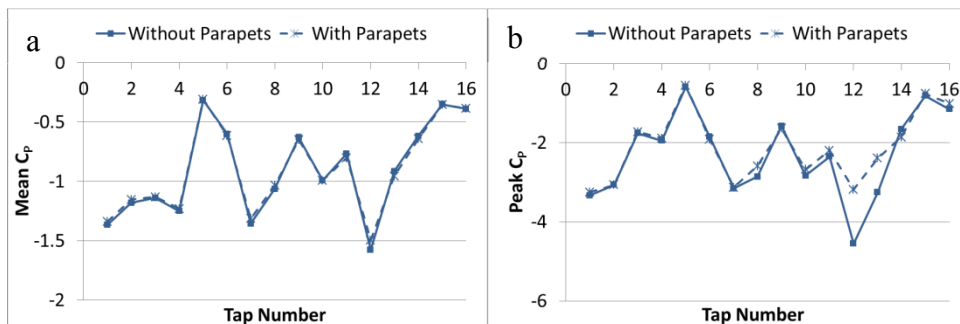 a
Without Parapets With Parapets
0
0 2 4 6 8 10 12 14 16
-0.5
-1
-1.5
-2
Mean CP
Tap Number
b
Without Parapets With Parapets
0
0 2 4 6 8 10 12 14 16
-2
-4
-6
Peak CP
Tap Number